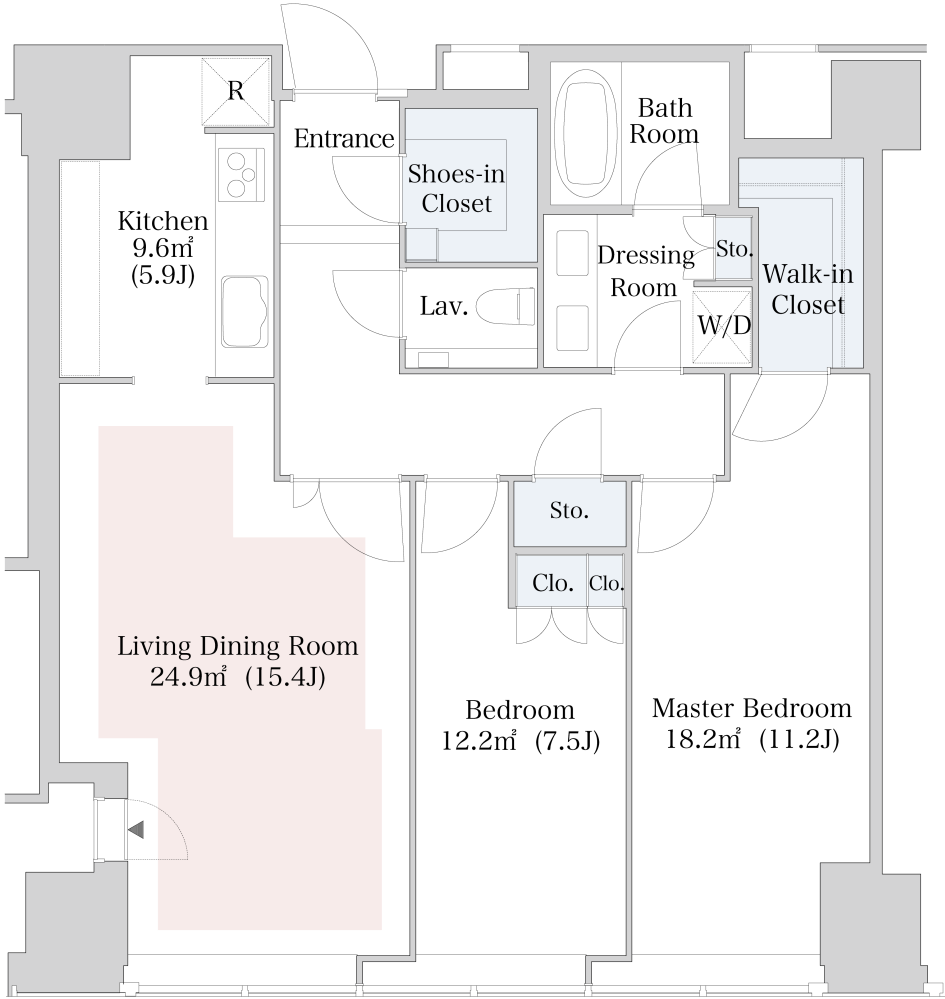 R
Entrance
Bath
Room
Shoes-in
Closet
Kitchen
9.6㎡
(5.9J)
Dressing
Room
Sto.
Walk-in
Closet
Lav.
W/D
Sto.
Clo.
Clo.
Living Dining Room
24.9㎡ (15.4J)
Bedroom
12.2㎡ (7.5J)
Master Bedroom
18.2㎡ (11.2J)